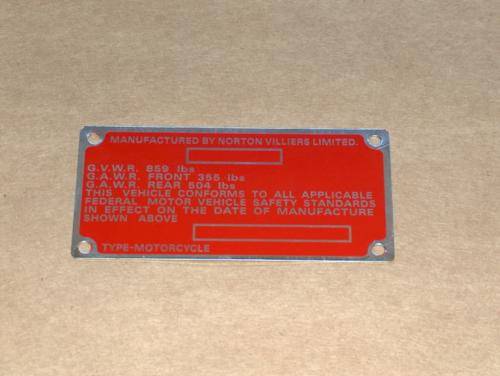 MANUFACTURED BY NORTON VILLIERS LIMITED.
G.V.W.R. 859 lbs
G.A.W.R. FRONT 355 lbs
G.A.W.R. REAR 504 lbs
THIS VEHICLE CONFORMS TO ALL APPLICABLE
FEDERAL MOTOR VEHICLE SAFETY STANDARDS
IN EFFECT ON THE DATE OF MANUFACTURE
SHOWN ABOVE
TYPE-MOTORCYCLE